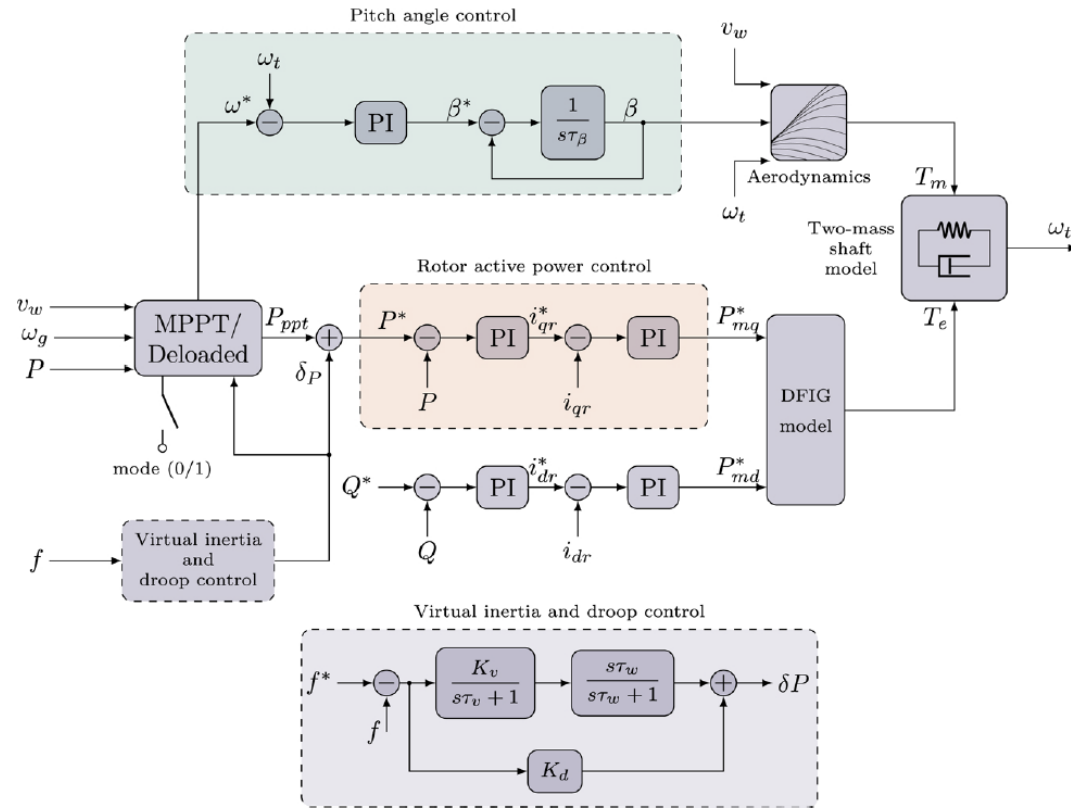 Pitch angle control
ω_t
ω*
−
PI
β*
−
1
sτ_β
β
v_w
Aerodynamics
ω_t
T_m
Two-mass
shaft
model
ω_t
T_e
Rotor active power control
v_w
ω_g
P
MPPT/
Deloaded
P_ppt
+
δ_P
P*
−
P
PI
i*_qr
−
i_qr
PI
P*_mq
DFIG
model
mode (0/1)
Q*
−
Q
PI
i*_dr
−
i_dr
PI
P*_md
f
Virtual inertia
and
droop control
Virtual inertia and droop control
f*
−
f
K_v
sτ_v + 1
sτ_w
sτ_w + 1
+
δP
K_d